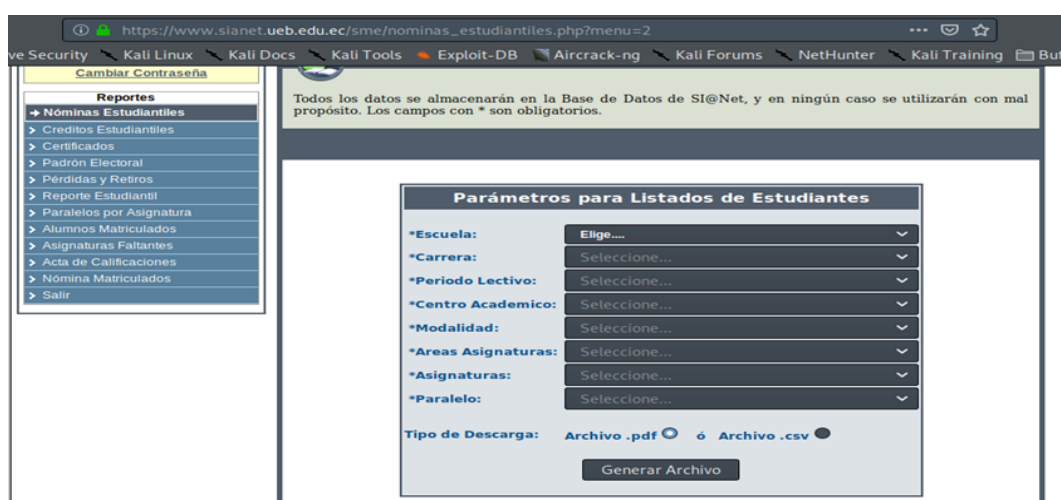 https://www.sianet.ueb.edu.ec/sme/nominas_estudiantiles.php?menu=2
ve Security Kali Linux Kali Docs Kali Tools Exploit-DB Aircrack-ng Kali Forums NetHunter Kali Training
Cambiar Contraseña
Reportes
Nóminas Estudiantiles
Creditos Estudiantiles
Certificados
Padrón Electoral
Pérdidas y Retiros
Reporte Estudiantil
Paralelos por Asignatura
Alumnos Matriculados
Asignaturas Faltantes
Acta de Calificaciones
Nómina Matriculados
Salir
Todos los datos se almacenarán en la Base de Datos de SI@Net, y en ningún caso se utilizarán con mal
propósito. Los campos con * son obligatorios.
Parámetros para Listados de Estudiantes
*Escuela: Elige....
*Carrera: Seleccione...
*Periodo Lectivo: Seleccione...
*Centro Academico: Seleccione...
*Modalidad: Seleccione...
*Areas Asignaturas: Seleccione...
*Asignaturas: Seleccione...
*Paralelo: Seleccione...
Tipo de Descarga: Archivo .pdf ó Archivo .csv
Generar Archivo